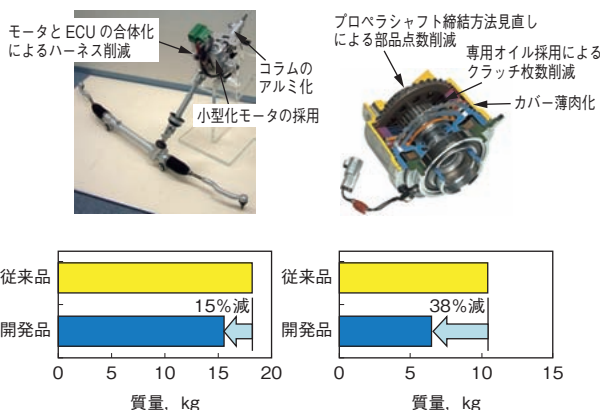 モータとECUの合体化
によるハーネス削減
コラムの
アルミ化
小型化モータの採用
プロペラシャフト締結方法見直し
による部品点数削減
専用オイル採用による
クラッチ枚数削減
カバー薄肉化
従来品
15%減
開発品
0 5 10 15 20
質量，kg
従来品
38%減
開発品
0 5 10 15
質量，kg